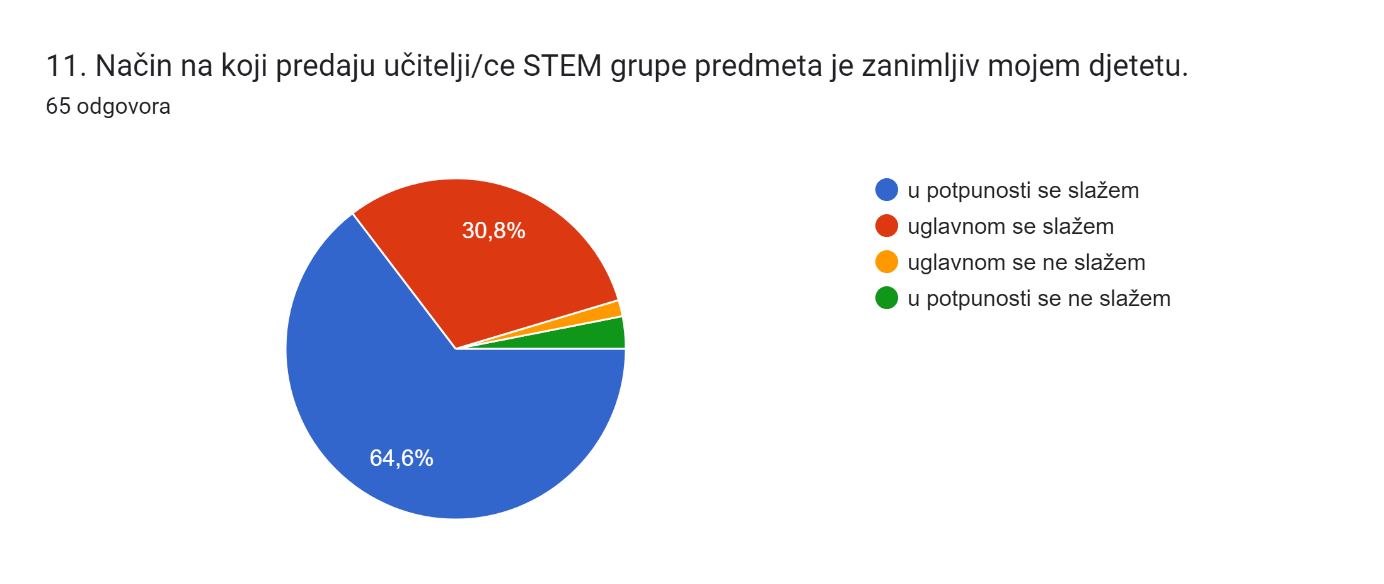 11. Način na koji predaju učitelji/ce STEM grupe predmeta je zanimljiv mojem djetetu.
65 odgovora
30,8%
64,6%
u potpunosti se slažem
uglavnom se slažem
uglavnom se ne slažem
u potpunosti se ne slažem